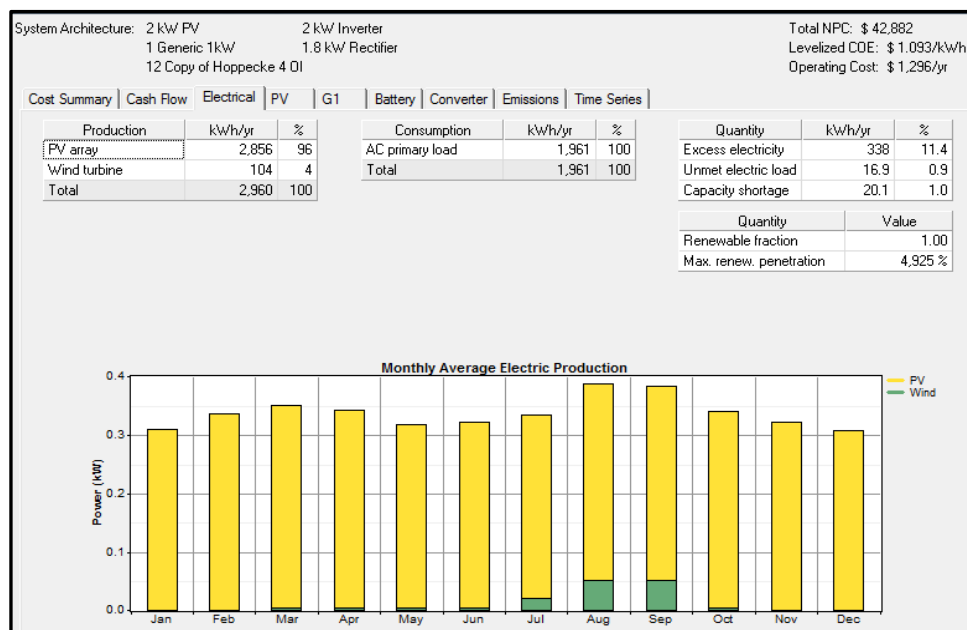 System Architecture: 2 kW PV 2 kW Inverter Total NPC: $ 42,882
1 Generic 1kW 1.8 kW Rectifier Levelized COE: $ 1.093/kWh
12 Copy of Hoppecke 4 OI Operating Cost: $ 1,296/yr
Cost Summary Cash Flow Electrical PV G1 Battery Converter Emissions Time Series
Production kWh/yr % Consumption kWh/yr % Quantity kWh/yr %
PV array 2,856 96 AC primary load 1,961 100 Excess electricity 338 11.4
Wind turbine 104 4 Total 1,961 100 Unmet electric load 16.9 0.9
Total 2,960 100 Capacity shortage 20.1 1.0
Quantity Value
Renewable fraction 1.00
Max. renew. penetration 4,925 %
Monthly Average Electric Production
0.4
PV
Wind
0.3
0.2
0.1
0.0
Power (kW)
Jan Feb Mar Apr May Jun Jul Aug Sep Oct Nov Dec